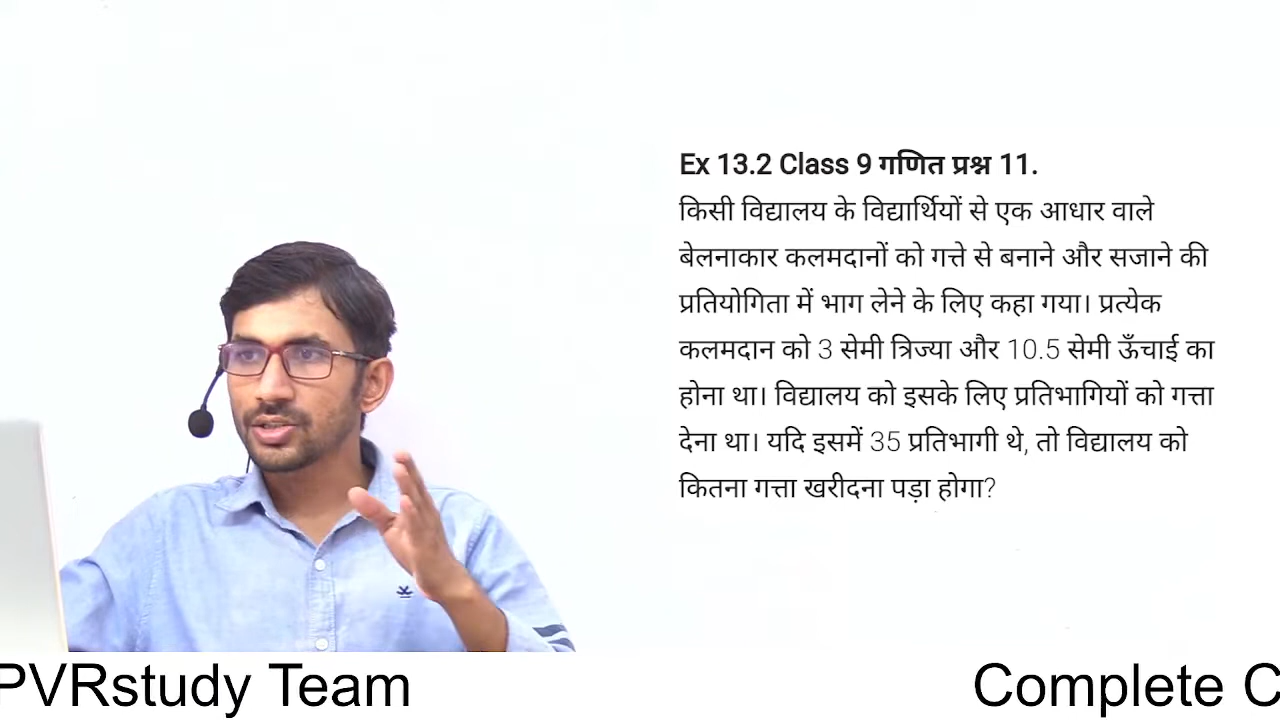 Ex 13.2 Class 9 गणित प्रश्न 11.
किसी विद्यालय के विद्यार्थियों से एक आधार वाले
बेलनाकार कलमदानों को गत्ते से बनाने और सजाने की
प्रतियोगिता में भाग लेने के लिए कहा गया। प्रत्येक
कलमदान को 3 सेमी त्रिज्या और 10.5 सेमी ऊँचाई का
होना था। विद्यालय को इसके लिए प्रतिभागियों को गत्ता
देना था। यदि इसमें 35 प्रतिभागी थे, तो विद्यालय को
कितना गत्ता खरीदना पड़ा होगा?
PVRstudy Team
Complete C